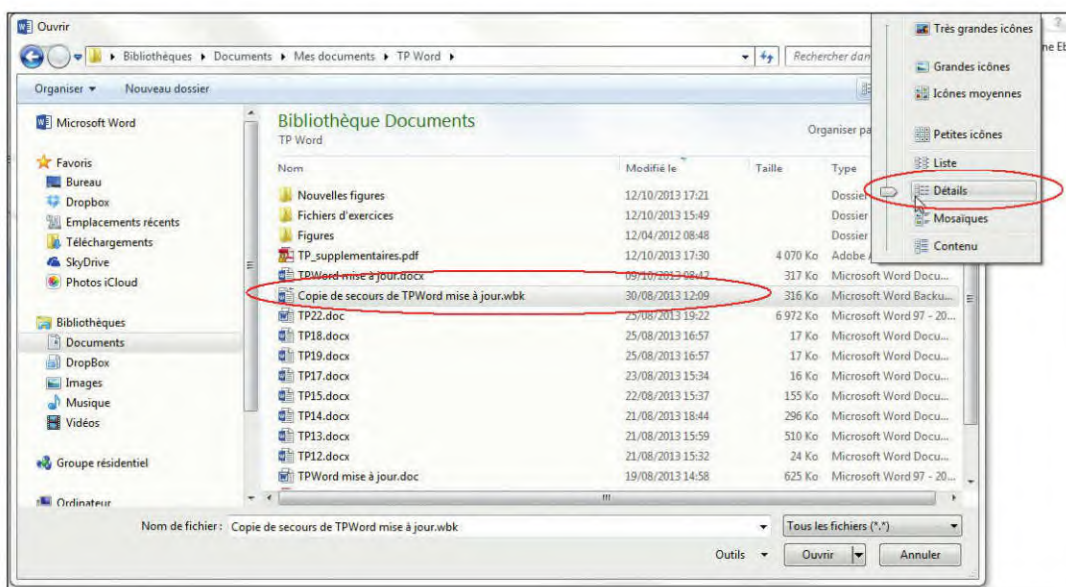 Ouvrir
Bibliothèques ▸ Documents ▸ Mes documents ▸ TP Word ▸
Rechercher dan
Organiser ▾ Nouveau dossier
Microsoft Word
Favoris
Bureau
Dropbox
Emplacements récents
Téléchargements
SkyDrive
Photos iCloud
Bibliothèques
Documents
DropBox
Images
Musique
Vidéos
Groupe résidentiel
Ordinateur
Bibliothèque Documents
TP Word
Organiser pa
Nom Modifié le Taille Type
Nouvelles figures 12/10/2013 17:21 Dossier
Fichiers d'exercices 12/10/2013 15:49 Dossier
Figures 12/04/2012 08:48 Dossier
TP_supplementaires.pdf 12/10/2013 17:30 4 070 Ko Adobe
TPWord mise à jour.docx 09/10/2013 08:42 317 Ko Microsoft Word Docu...
Copie de secours de TPWord mise à jour.wbk 30/08/2013 12:09 316 Ko Microsoft Word Backu...
TP22.doc 25/08/2013 19:22 6 972 Ko Microsoft Word 97 - 20...
TP18.docx 25/08/2013 16:57 17 Ko Microsoft Word Docu...
TP19.docx 25/08/2013 16:57 17 Ko Microsoft Word Docu...
TP17.docx 23/08/2013 15:34 16 Ko Microsoft Word Docu...
TP15.docx 22/08/2013 15:37 155 Ko Microsoft Word Docu...
TP14.docx 21/08/2013 18:44 296 Ko Microsoft Word Docu...
TP13.docx 21/08/2013 15:59 510 Ko Microsoft Word Docu...
TP12.docx 21/08/2013 15:32 24 Ko Microsoft Word Docu...
TPWord mise à jour.doc 19/08/2013 14:58 625 Ko Microsoft Word 97 - 20...
Très grandes icônes
Grandes icônes
Icônes moyennes
Petites icônes
Liste
Détails
Mosaïques
Contenu
?
ne Eb
Nom de fichier : Copie de secours de TPWord mise à jour.wbk
Tous les fichiers (*.*)
Outils ▾ Ouvrir Annuler